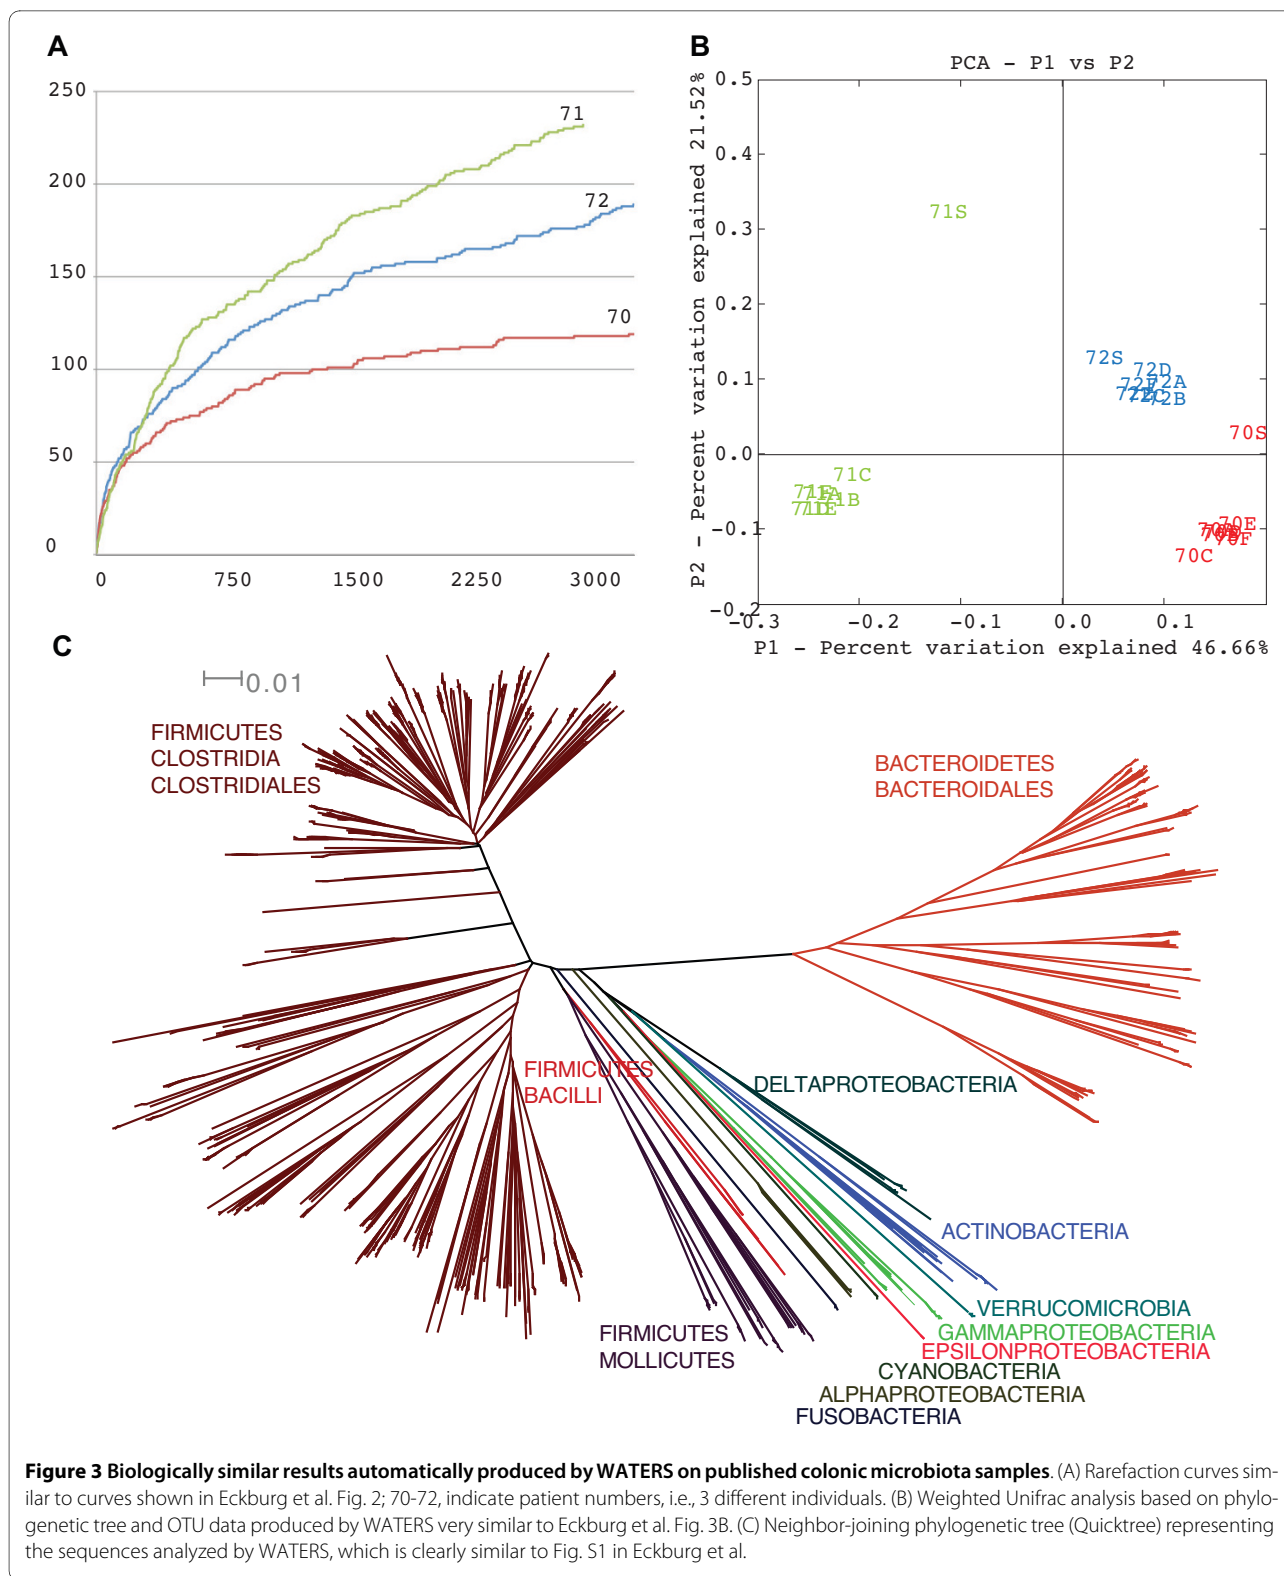 A
250
200
150
100
50
0
0 750 1500 2250 3000
71
72
70
B
PCA - P1 vs P2
P2 - Percent variation explained 21.52%
0.5
0.4
0.3
0.2
0.1
0.0
-0.1
-0.2
-0.3 -0.2 -0.1 0.0 0.1
P1 - Percent variation explained 46.66%
71S
72S
72D
72A
72C
72B
70S
71C
71B
71E
70E
70F
70C
C
0.01
FIRMICUTES
CLOSTRIDIA
CLOSTRIDIALES
BACTEROIDETES
BACTEROIDALES
FIRMICUTES
BACILLI
DELTAPROTEOBACTERIA
ACTINOBACTERIA
VERRUCOMICROBIA
GAMMAPROTEOBACTERIA
EPSILONPROTEOBACTERIA
CYANOBACTERIA
ALPHAPROTEOBACTERIA
FUSOBACTERIA
FIRMICUTES
MOLLICUTES
Figure 3 Biologically similar results automatically produced by WATERS on published colonic microbiota samples. (A) Rarefaction curves sim-
ilar to curves shown in Eckburg et al. Fig. 2; 70-72, indicate patient numbers, i.e., 3 different individuals. (B) Weighted Unifrac analysis based on phylo-
genetic tree and OTU data produced by WATERS very similar to Eckburg et al. Fig. 3B. (C) Neighbor-joining phylogenetic tree (Quicktree) representing
the sequences analyzed by WATERS, which is clearly similar to Fig. S1 in Eckburg et al.